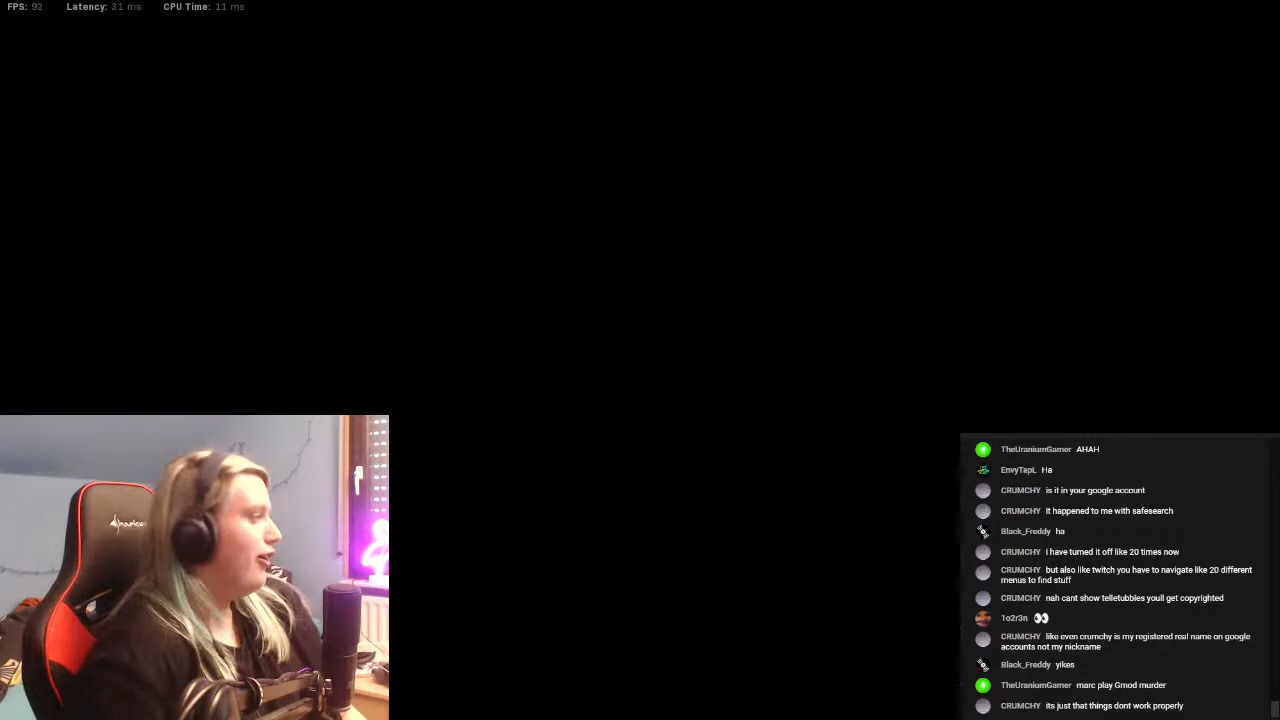 FPS: 92 Latency: 31 ms CPU Time: 11 ms
TheUraniumGamer AHAH
EnvyTapL Ha
CRUMCHY is it in your google account
CRUMCHY it happened to me with safesearch
Black_Freddy ha
CRUMCHY i have turned it off like 20 times now
CRUMCHY but also like twitch you have to navigate like 20 different
menus to find stuff
CRUMCHY nah cant show telletubbies youll get copyrighted
1o2r3n
CRUMCHY like even crumchy is my registered real name on google
accounts not my nickname
Black_Freddy yikes
TheUraniumGamer marc play Gmod murder
CRUMCHY its just that things dont work properly